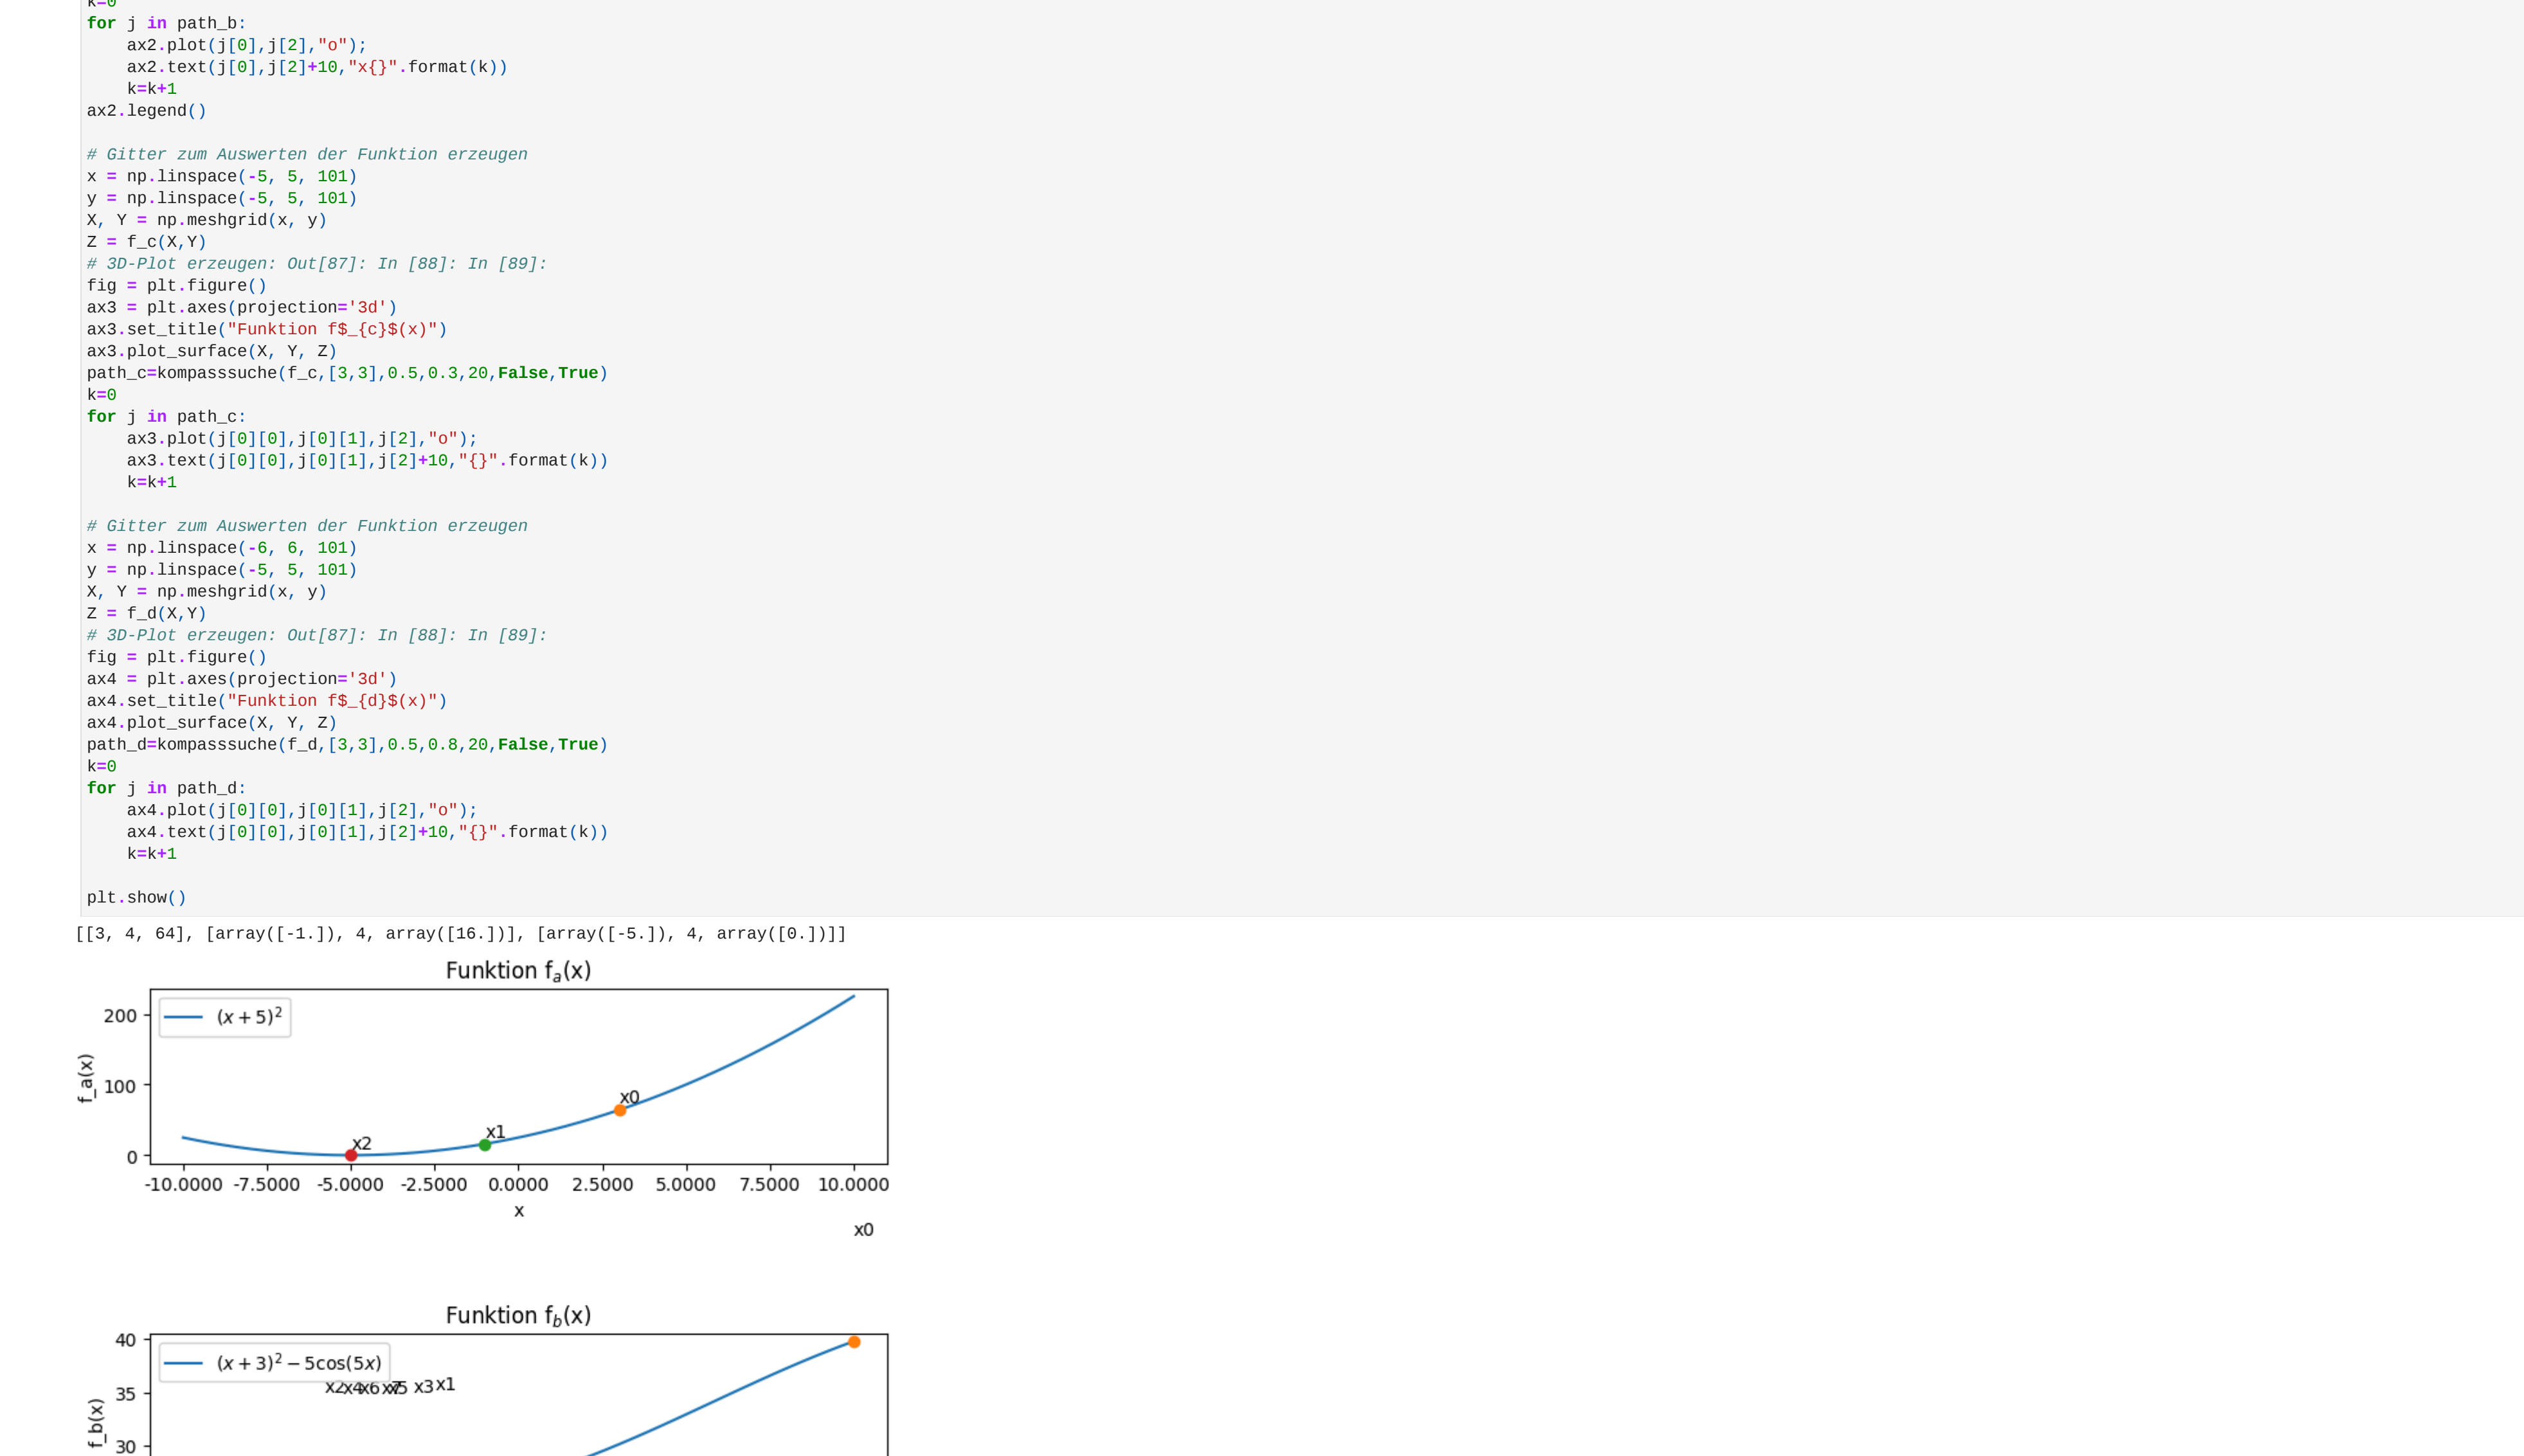 k=0
for j in path_b:
    ax2.plot(j[0],j[2],"o");
    ax2.text(j[0],j[2]+10,"x{}".format(k))
    k=k+1
ax2.legend()
# Gitter zum Auswerten der Funktion erzeugen
x = np.linspace(-5, 5, 101)
y = np.linspace(-5, 5, 101)
X, Y = np.meshgrid(x, y)
Z = f_c(X,Y)
# 3D-Plot erzeugen: Out[87]: In [88]: In [89]:
fig = plt.figure()
ax3 = plt.axes(projection='3d')
ax3.set_title("Funktion f$_{c}$(x)")
ax3.plot_surface(X, Y, Z)
path_c=kompasssuche(f_c,[3,3],0.5,0.3,20,False,True)
k=0
for j in path_c:
    ax3.plot(j[0][0],j[0][1],j[2],"o");
    ax3.text(j[0][0],j[0][1],j[2]+10,"{}".format(k))
    k=k+1
# Gitter zum Auswerten der Funktion erzeugen
x = np.linspace(-6, 6, 101)
y = np.linspace(-5, 5, 101)
X, Y = np.meshgrid(x, y)
Z = f_d(X,Y)
# 3D-Plot erzeugen: Out[87]: In [88]: In [89]:
fig = plt.figure()
ax4 = plt.axes(projection='3d')
ax4.set_title("Funktion f$_{d}$(x)")
ax4.plot_surface(X, Y, Z)
path_d=kompasssuche(f_d,[3,3],0.5,0.8,20,False,True)
k=0
for j in path_d:
    ax4.plot(j[0][0],j[0][1],j[2],"o");
    ax4.text(j[0][0],j[0][1],j[2]+10,"{}".format(k))
    k=k+1
plt.show()
[[3, 4, 64], [array([-1.]), 4, array([16.])], [array([-5.]), 4, array([0.])]]
Funktion f_a(x)
(x + 5)²
200
100
0
f_a(x)
x0
x1
x2
-10.0000 -7.5000 -5.0000 -2.5000 0.0000 2.5000 5.0000 7.5000 10.0000
x
x0
Funktion f_b(x)
(x + 3)² − 5cos(5x)
40
35
30
f_b(x)
x2 x4 x6 x7 x5 x3 x1